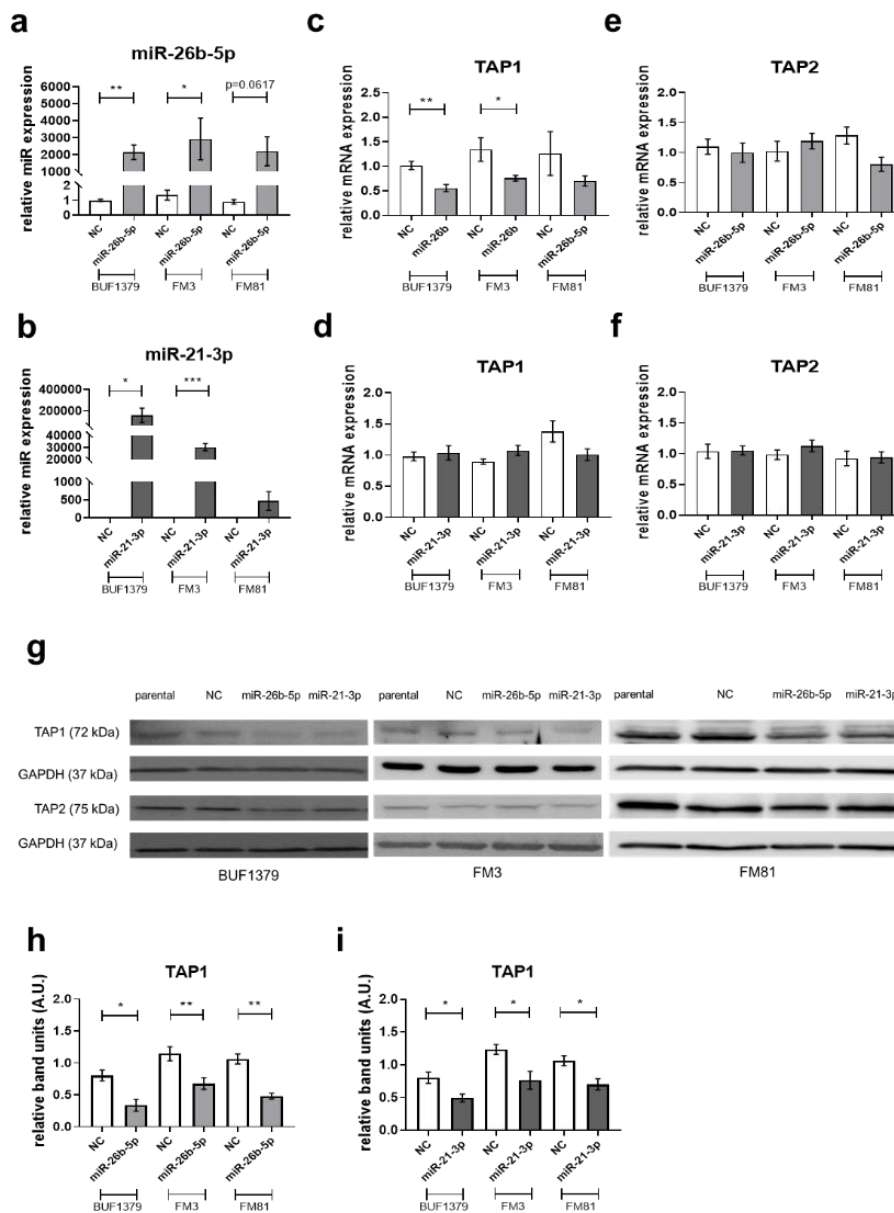 a
miR-26b-5p
relative miR expression
6000
5000
4000
3000
2000
1000
2
1
0
** * p=0.0617
NC miR-26b-5p NC miR-26b-5p NC miR-26b-5p
BUF1379 FM3 FM81
c
TAP1
relative mRNA expression
2.0
1.5
1.0
0.5
0.0
** *
NC miR-26b NC miR-26b NC miR-26b-5p
BUF1379 FM3 FM81
e
TAP2
relative mRNA expression
2.5
2.0
1.5
1.0
0.5
0.0
NC miR-26b-5p NC miR-26b-5p NC miR-26b-5p
BUF1379 FM3 FM81
b
miR-21-3p
relative miR expression
400000
200000
40000
30000
20000
1000
500
0
* ***
NC miR-21-3p NC miR-21-3p NC miR-21-3p
BUF1379 FM3 FM81
d
TAP1
relative mRNA expression
2.0
1.5
1.0
0.5
0.0
NC miR-21-3p NC miR-21-3p NC miR-21-3p
BUF1379 FM3 FM81
f
TAP2
relative mRNA expression
2.0
1.5
1.0
0.5
0.0
NC miR-21-3p NC miR-21-3p NC miR-21-3p
BUF1379 FM3 FM81
g
parental NC miR-26b-5p miR-21-3p parental NC miR-26b-5p miR-21-3p parental NC miR-26b-5p miR-21-3p
TAP1 (72 kDa)
GAPDH (37 kDa)
TAP2 (75 kDa)
GAPDH (37 kDa)
BUF1379 FM3 FM81
h
TAP1
relative band units (A.U.)
2.0
1.5
1.0
0.5
0.0
* ** **
NC miR-26b-5p NC miR-26b-5p NC miR-26b-5p
BUF1379 FM3 FM81
i
TAP1
relative band units (A.U.)
2.0
1.5
1.0
0.5
0.0
* * *
NC miR-21-3p NC miR-21-3p NC miR-21-3p
BUF1379 FM3 FM81